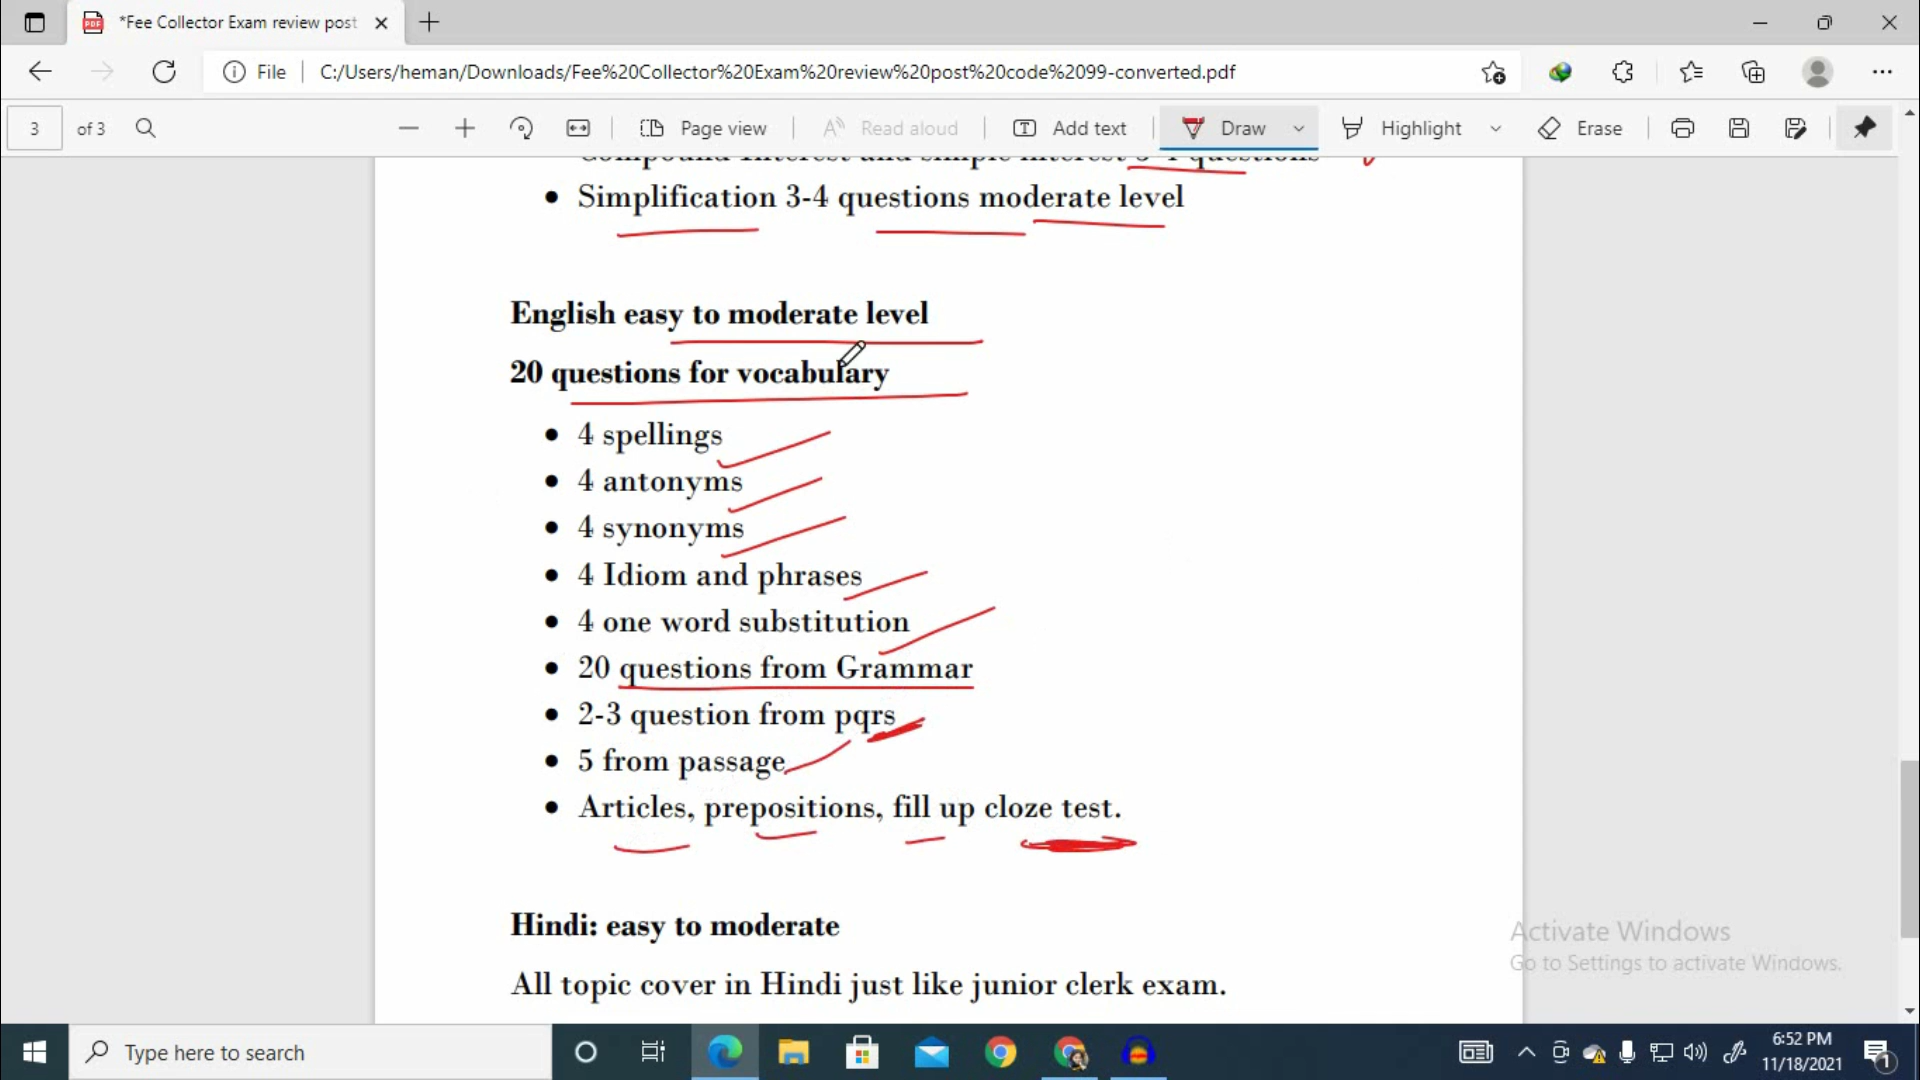 *Fee Collector Exam review post
File
C:/Users/heman/Downloads/Fee%20Collector%20Exam%20review%20post%20code%2099-converted.pdf
3 of 3
Page view
Read aloud
Add text
Draw
Highlight
Erase
• Simplification 3-4 questions moderate level
English easy to moderate level
20 questions for vocabulary
• 4 spellings
• 4 antonyms
• 4 synonyms
• 4 Idiom and phrases
• 4 one word substitution
• 20 questions from Grammar
• 2-3 question from pqrs
• 5 from passage
• Articles, prepositions, fill up cloze test.
Hindi: easy to moderate
All topic cover in Hindi just like junior clerk exam.
Activate Windows
Go to Settings to activate Windows.
Type here to search
6:52 PM
11/18/2021
1